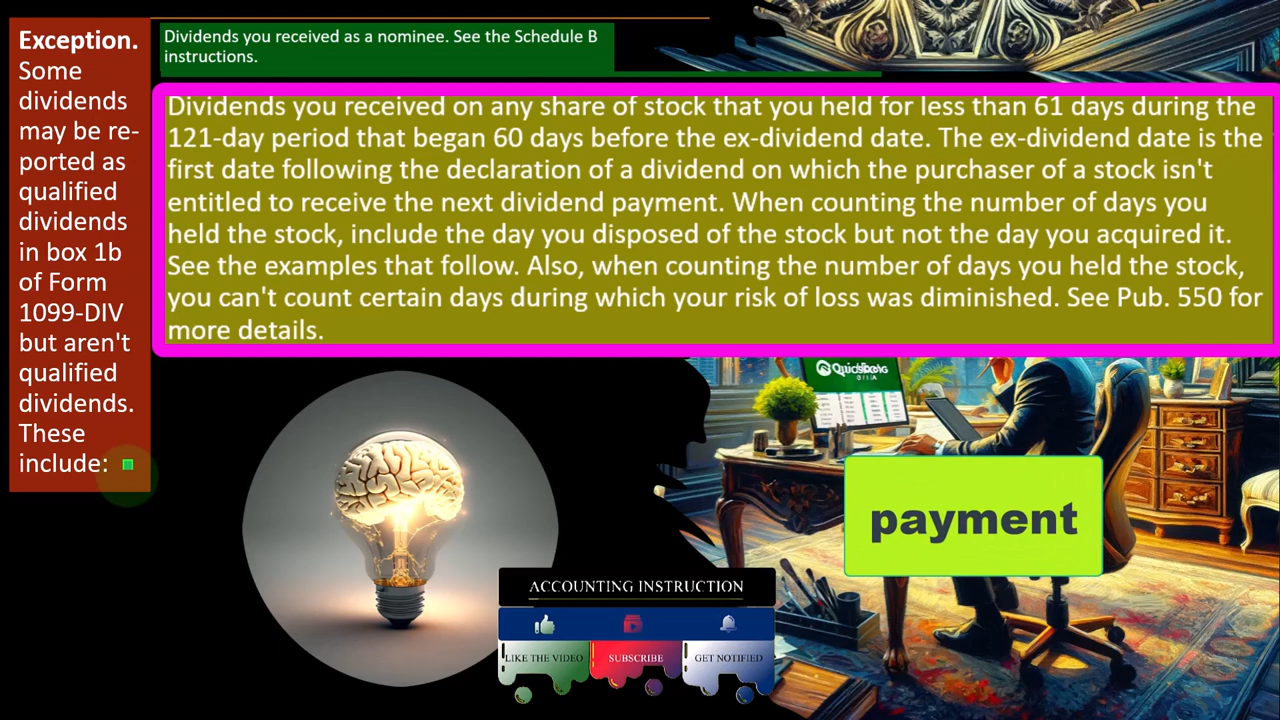 Exception.
Some
dividends
may be re-
ported as
qualified
dividends
in box 1b
of Form
1099-DIV
but aren't
qualified
dividends.
These
include:
Dividends you received as a nominee. See the Schedule B
instructions.
Dividends you received on any share of stock that you held for less than 61 days during the
121-day period that began 60 days before the ex-dividend date. The ex-dividend date is the
first date following the declaration of a dividend on which the purchaser of a stock isn't
entitled to receive the next dividend payment. When counting the number of days you
held the stock, include the day you disposed of the stock but not the day you acquired it.
See the examples that follow. Also, when counting the number of days you held the stock,
you can't count certain days during which your risk of loss was diminished. See Pub. 550 for
more details.
payment
ACCOUNTING INSTRUCTION
LIKE THE VIDEO
SUBSCRIBE
GET NOTIFIED